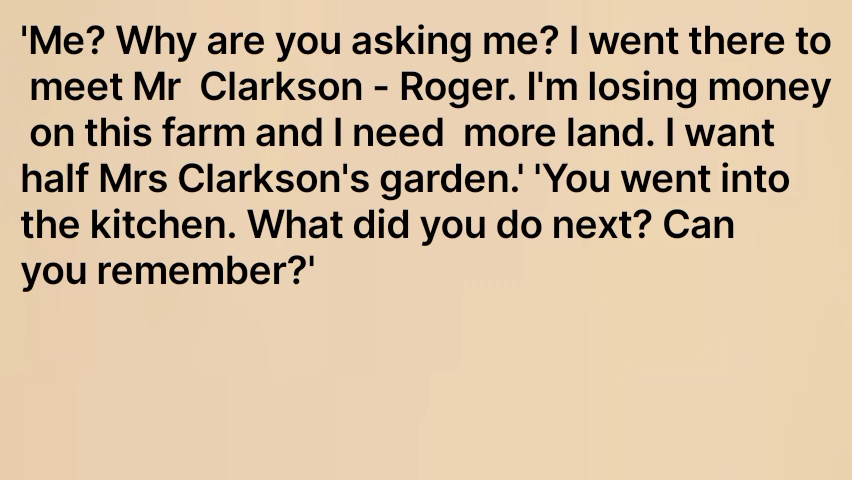 'Me? Why are you asking me? I went there to
meet Mr  Clarkson - Roger. I'm losing money
on this farm and I need  more land. I want
half Mrs Clarkson's garden.' 'You went into
the kitchen. What did you do next? Can
you remember?'